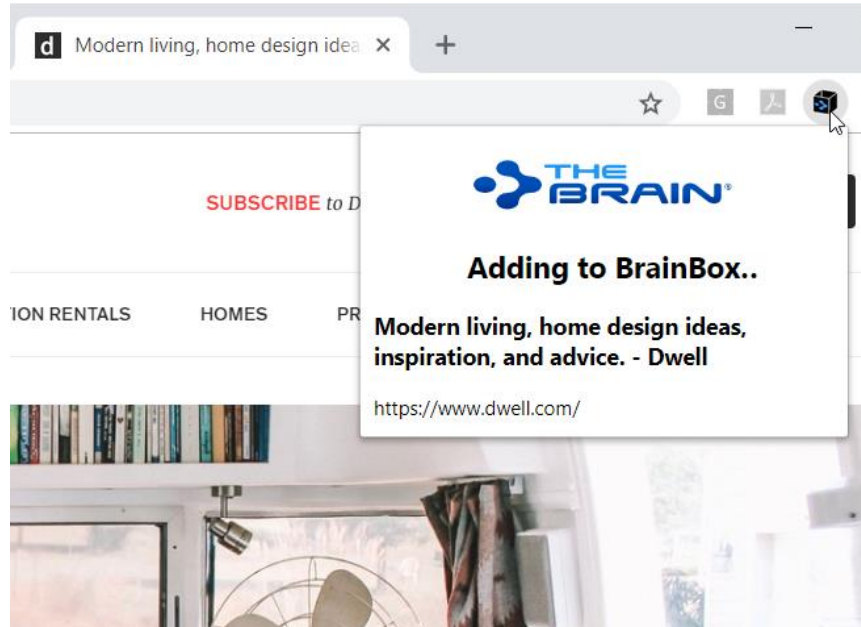 d Modern living, home design idea
G
THE
BRAIN®
SUBSCRIBE to D
Adding to BrainBox..
ION RENTALS HOMES PR
Modern living, home design ideas,
inspiration, and advice. - Dwell
https://www.dwell.com/